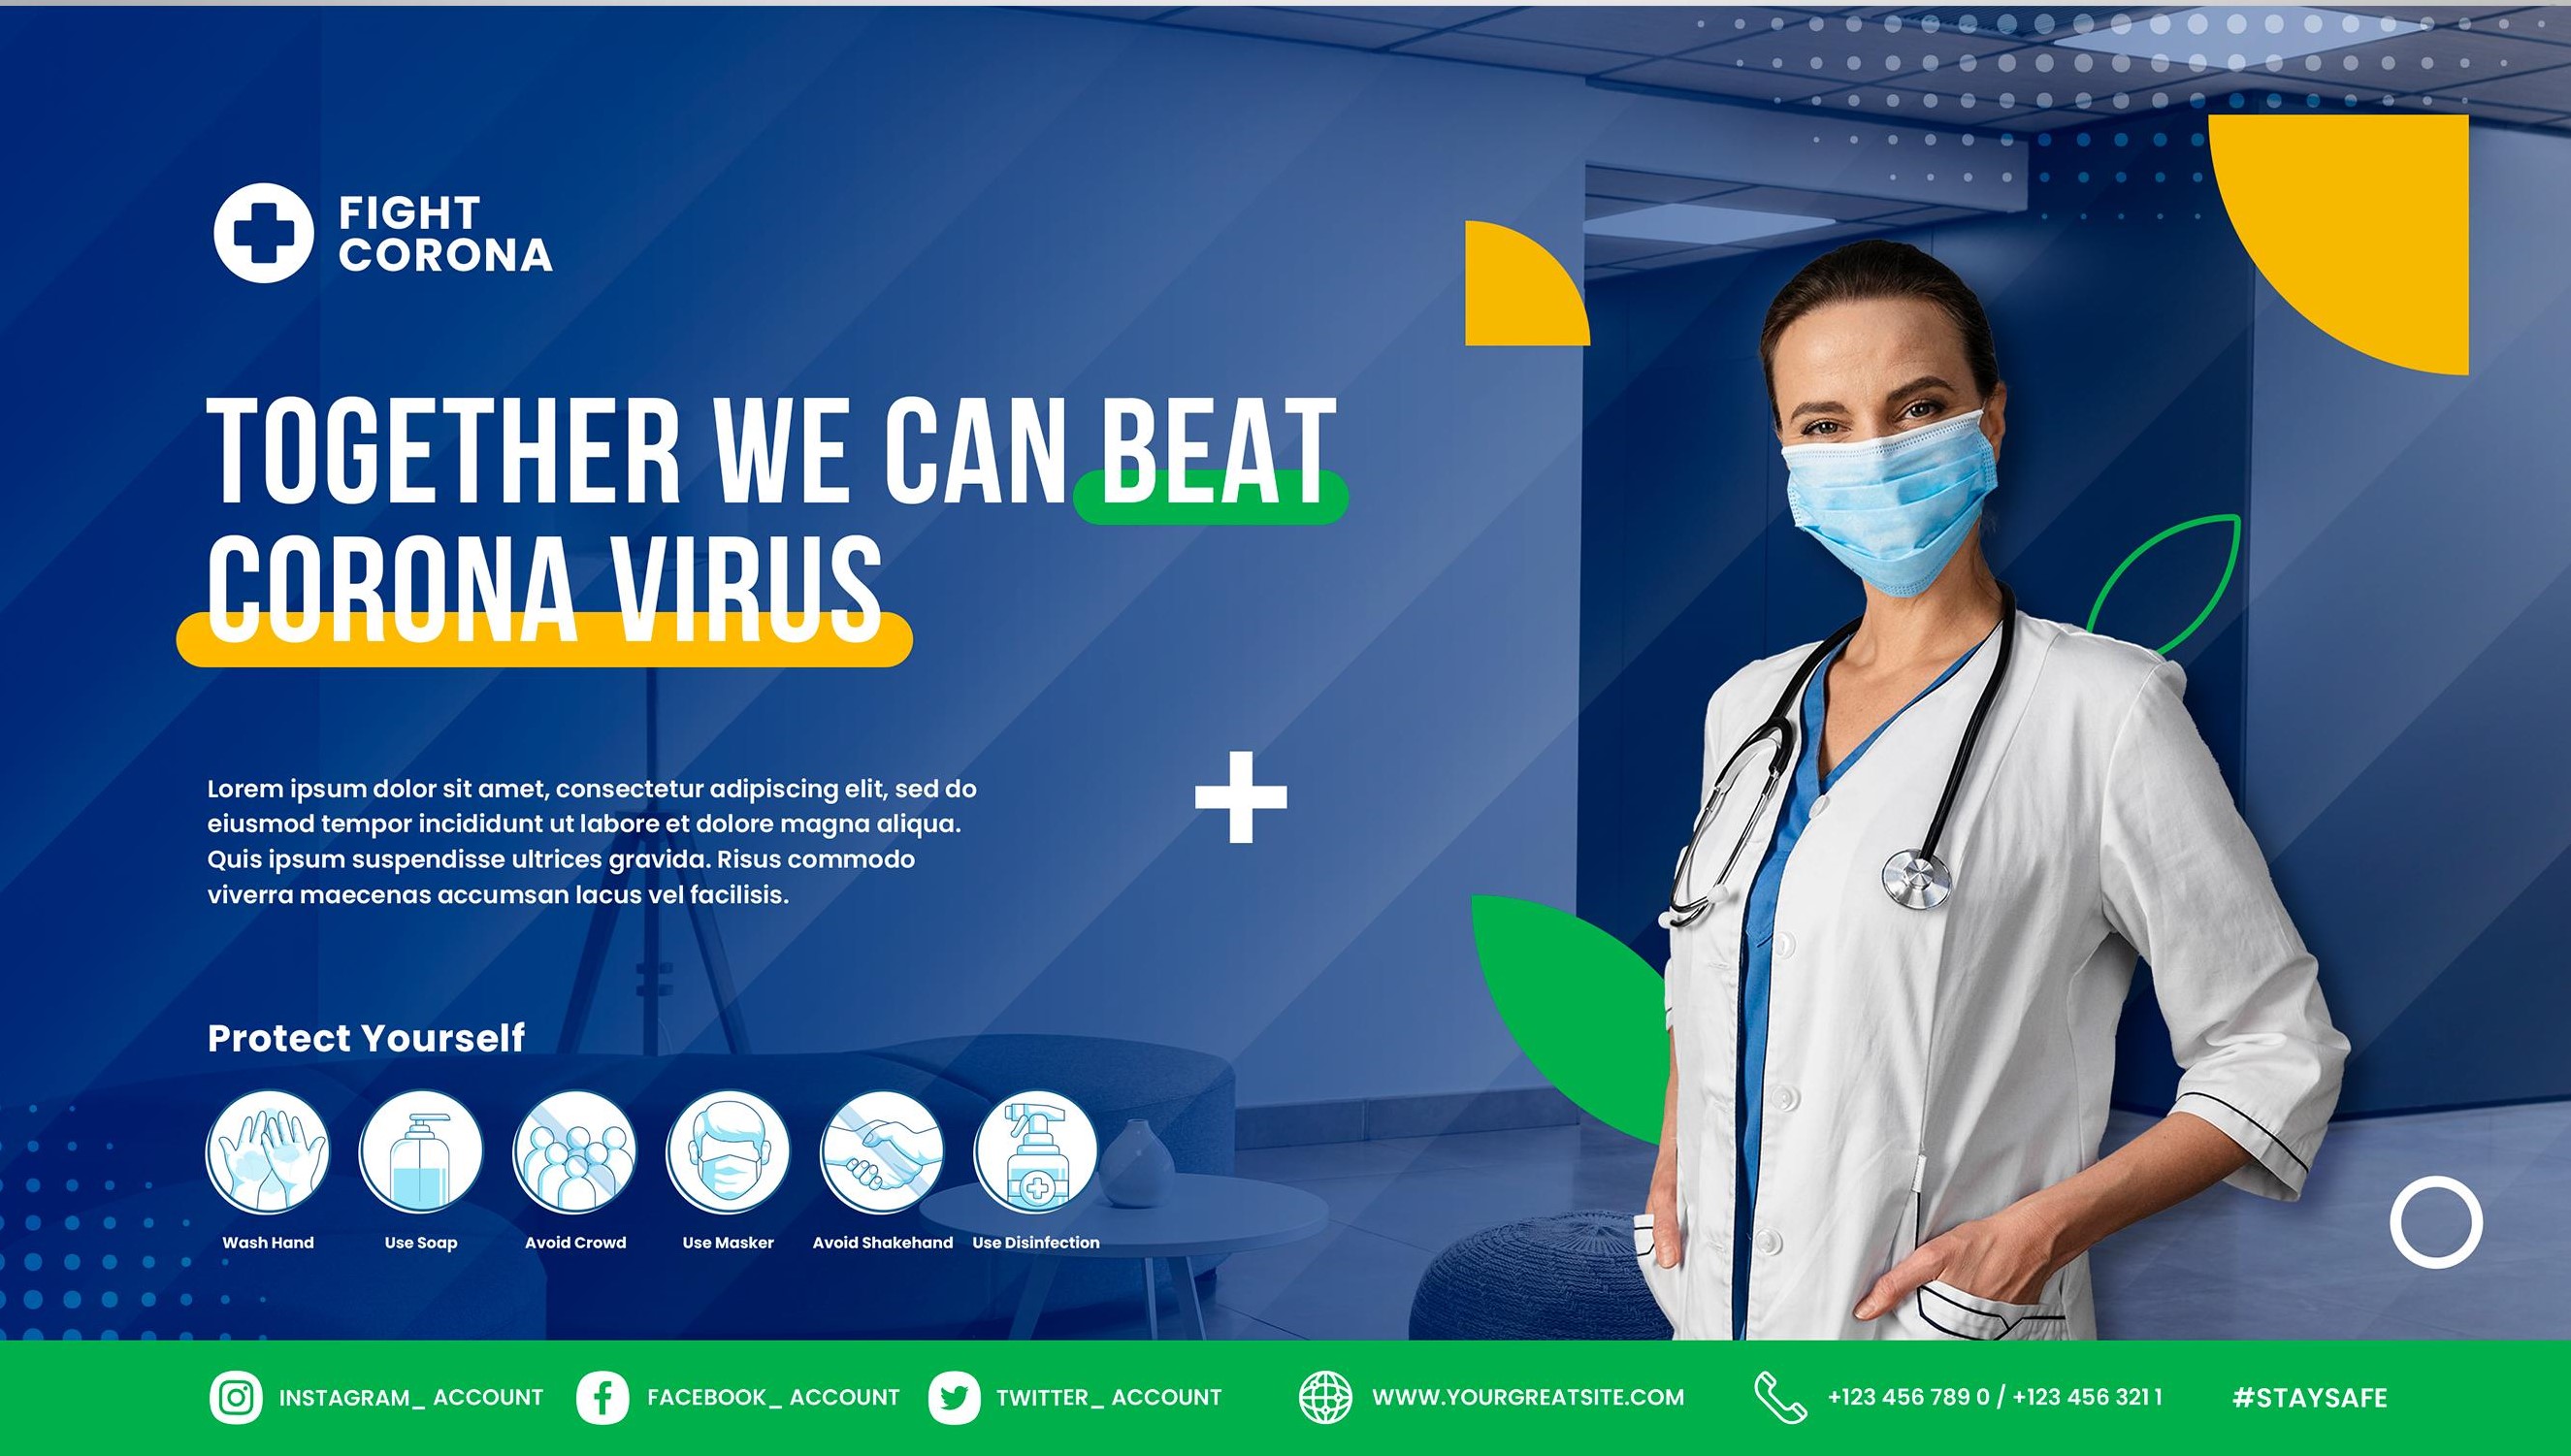 FIGHT
CORONA
TOGETHER WE CAN BEAT
CORONA VIRUS
Lorem ipsum dolor sit amet, consectetur adipiscing elit, sed do
eiusmod tempor incididunt ut labore et dolore magna aliqua.
Quis ipsum suspendisse ultrices gravida. Risus commodo
viverra maecenas accumsan lacus vel facilisis.
Protect Yourself
Wash Hand Use Soap Avoid Crowd Use Masker Avoid Shakehand Use Disinfection
INSTAGRAM_ ACCOUNT FACEBOOK_ ACCOUNT TWITTER_ ACCOUNT WWW.YOURGREATSITE.COM +123 456 789 0 / +123 456 321 1 #STAYSAFE